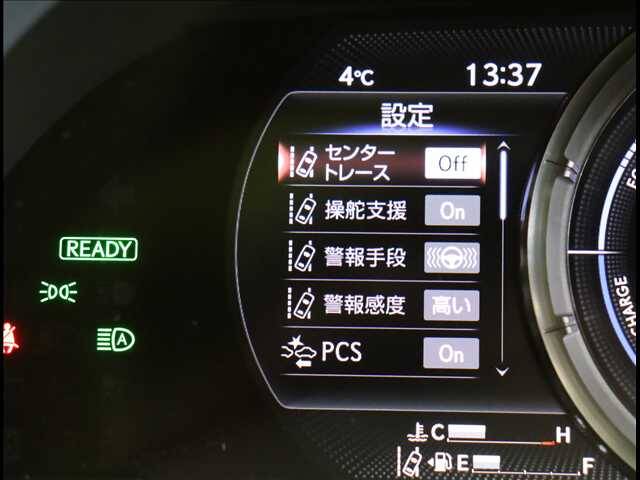 4℃ 13:37
設定
センター
トレース Off
操舵支援 On
警報手段
警報感度 高い
PCS On
READY
A
C H
E F
CHARGE